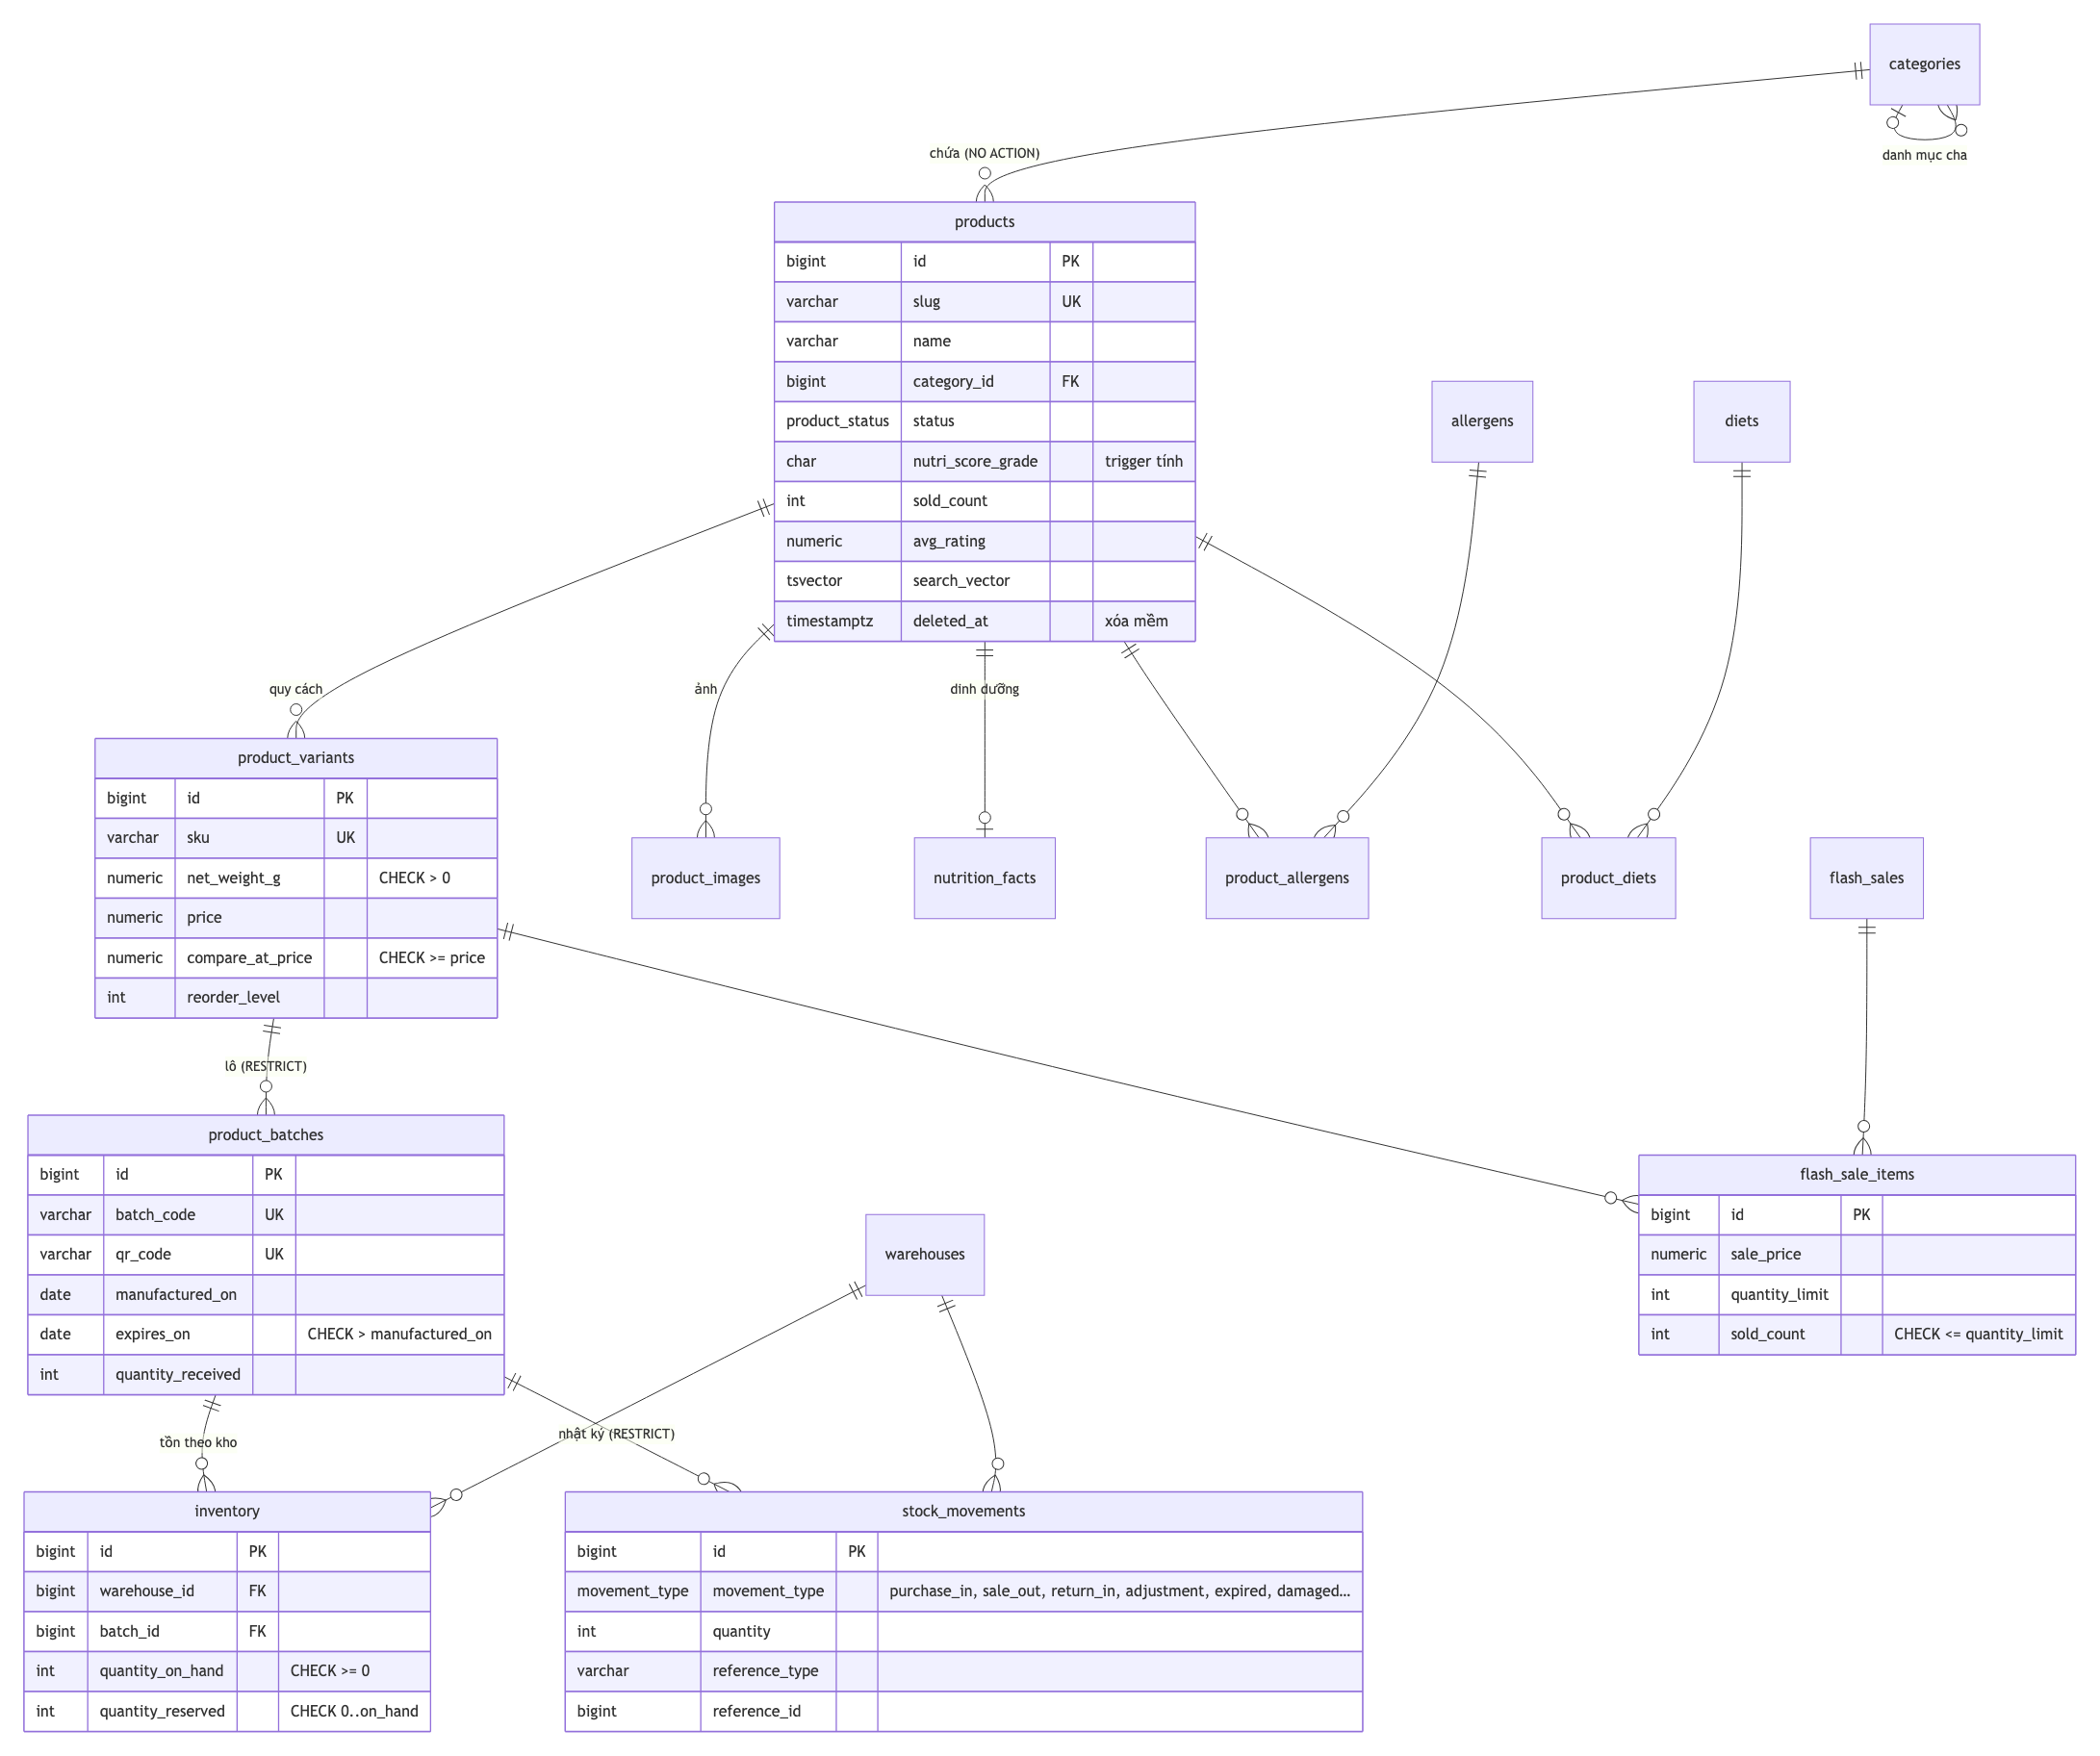 categories
danh mục cha
chứa (NO ACTION)
products
bigint id PK
varchar slug UK
varchar name
bigint category_id FK
product_status status
char nutri_score_grade trigger tính
int sold_count
numeric avg_rating
tsvector search_vector
timestamptz deleted_at xóa mềm
allergens
diets
quy cách
ảnh
dinh dưỡng
product_variants
bigint id PK
varchar sku UK
numeric net_weight_g CHECK > 0
numeric price
numeric compare_at_price CHECK >= price
int reorder_level
product_images
nutrition_facts
product_allergens
product_diets
flash_sales
lô (RESTRICT)
product_batches
bigint id PK
varchar batch_code UK
varchar qr_code UK
date manufactured_on
date expires_on CHECK > manufactured_on
int quantity_received
warehouses
flash_sale_items
bigint id PK
numeric sale_price
int quantity_limit
int sold_count CHECK <= quantity_limit
tồn theo kho
nhật ký (RESTRICT)
inventory
bigint id PK
bigint warehouse_id FK
bigint batch_id FK
int quantity_on_hand CHECK >= 0
int quantity_reserved CHECK 0..on_hand
stock_movements
bigint id PK
movement_type movement_type purchase_in, sale_out, return_in, adjustment, expired, damaged...
int quantity
varchar reference_type
bigint reference_id